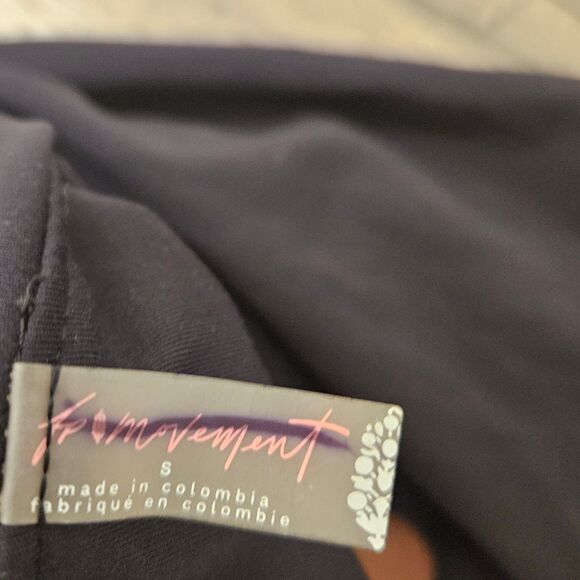 fp movement
S
made in colombia
fabriqué en colombie